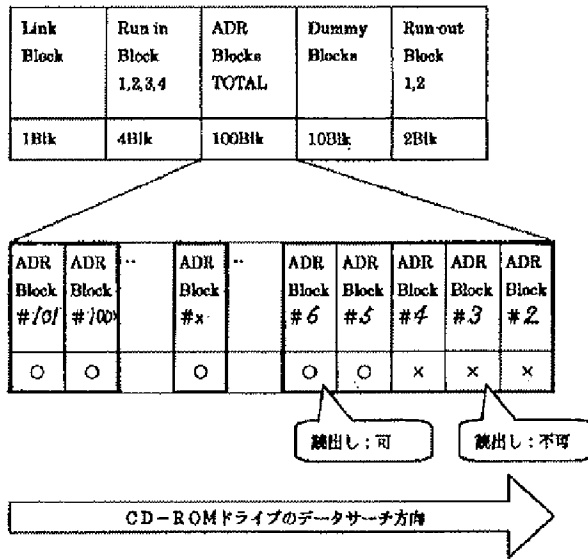 Link Block
Run in Block 1,2,3,4
ADR Blocks TOTAL
Dummy Blocks
Run-out Block 1,2
1Blk
4Blk
100Blk
10Blk
2Blk
ADR Block #101
ADR Block #100
··
ADR Block #x
··
ADR Block #6
ADR Block #5
ADR Block #4
ADR Block #3
ADR Block #2
○ ○ ○ ○ ○ × × ×
読出し:可
読出し:不可
CD-ROMドライブのデータサーチ方向